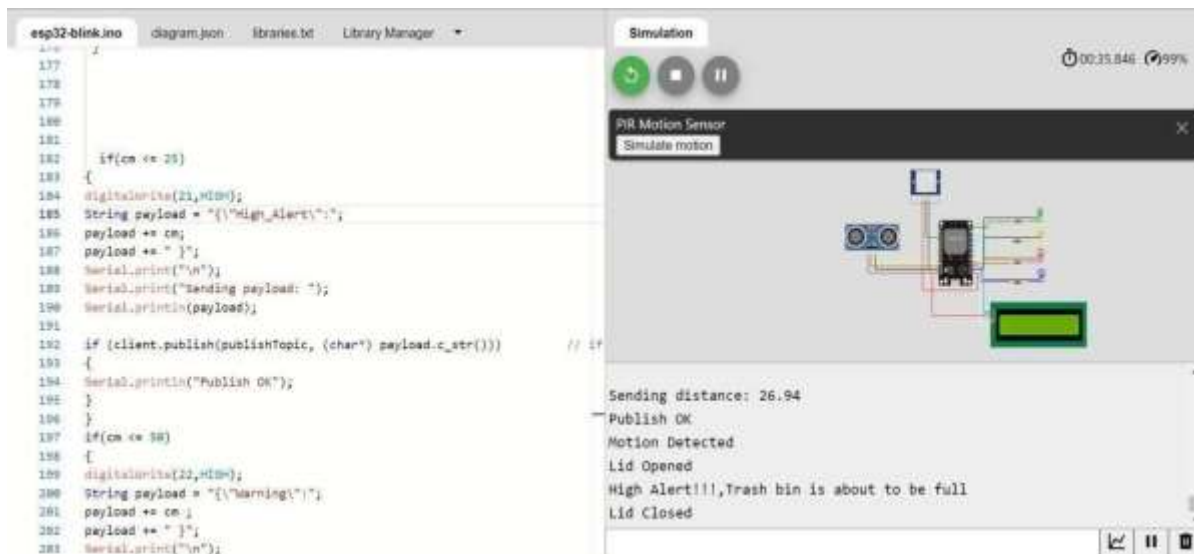 esp32-blink.ino diagram.json libraries.txt Library Manager
176 }
177
178
179
180
181
182 if(cm <= 25)
183 {
184 digitalWrite(21,HIGH);
185 String payload = "{\"High_Alert\":";
186 payload += cm;
187 payload += " }";
188 Serial.print("\n");
189 Serial.print("Sending payload: ");
190 Serial.println(payload);
191
192 if (client.publish(publishTopic, (char*) payload.c_str())) // if
193 {
194 Serial.println("Publish OK");
195 }
196 }
197 if(cm <= 50)
198 {
199 digitalWrite(22,HIGH);
200 String payload = "{\"Warning\":";
201 payload += cm ;
202 payload += " }";
203 Serial.print("\n");
Simulation
00:35.846 99%
PIR Motion Sensor
Simulate motion
Sending distance: 26.94
Publish OK
Motion Detected
Lid Opened
High Alert!!!,Trash bin is about to be full
Lid Closed